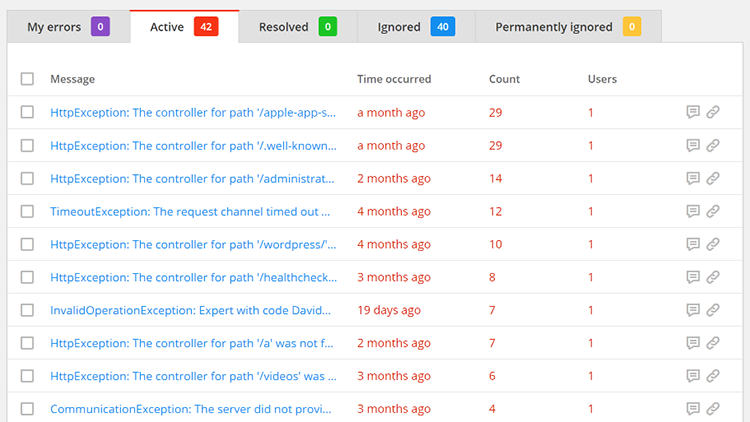 My errors 0 Active 42 Resolved 0 Ignored 40 Permanently ignored 0
Message Time occurred Count Users
HttpException: The controller for path '/apple-app-s... a month ago 29 1
HttpException: The controller for path '/.well-known... a month ago 29 1
HttpException: The controller for path '/administrat... 2 months ago 14 1
TimeoutException: The request channel timed out ... 4 months ago 12 1
HttpException: The controller for path '/wordpress/'... 4 months ago 10 1
HttpException: The controller for path '/healthcheck... 3 months ago 8 1
InvalidOperationException: Expert with code David... 19 days ago 7 1
HttpException: The controller for path '/a' was not f... 2 months ago 7 1
HttpException: The controller for path '/videos' was ... 3 months ago 6 1
CommunicationException: The server did not provi... 3 months ago 4 1